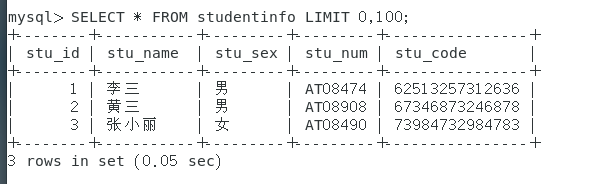 mysql> SELECT * FROM studentinfo LIMIT 0,100;
+--------+----------+---------+---------+----------------+
| stu_id | stu_name | stu_sex | stu_num | stu_code |
+--------+----------+---------+---------+----------------+
| 1 | 李三 | 男 | AT08474 | 62513257312636 |
| 2 | 黄三 | 男 | AT08908 | 67346873246878 |
| 3 | 张小丽 | 女 | AT08490 | 73984732984783 |
+--------+----------+---------+---------+----------------+
3 rows in set (0.05 sec)